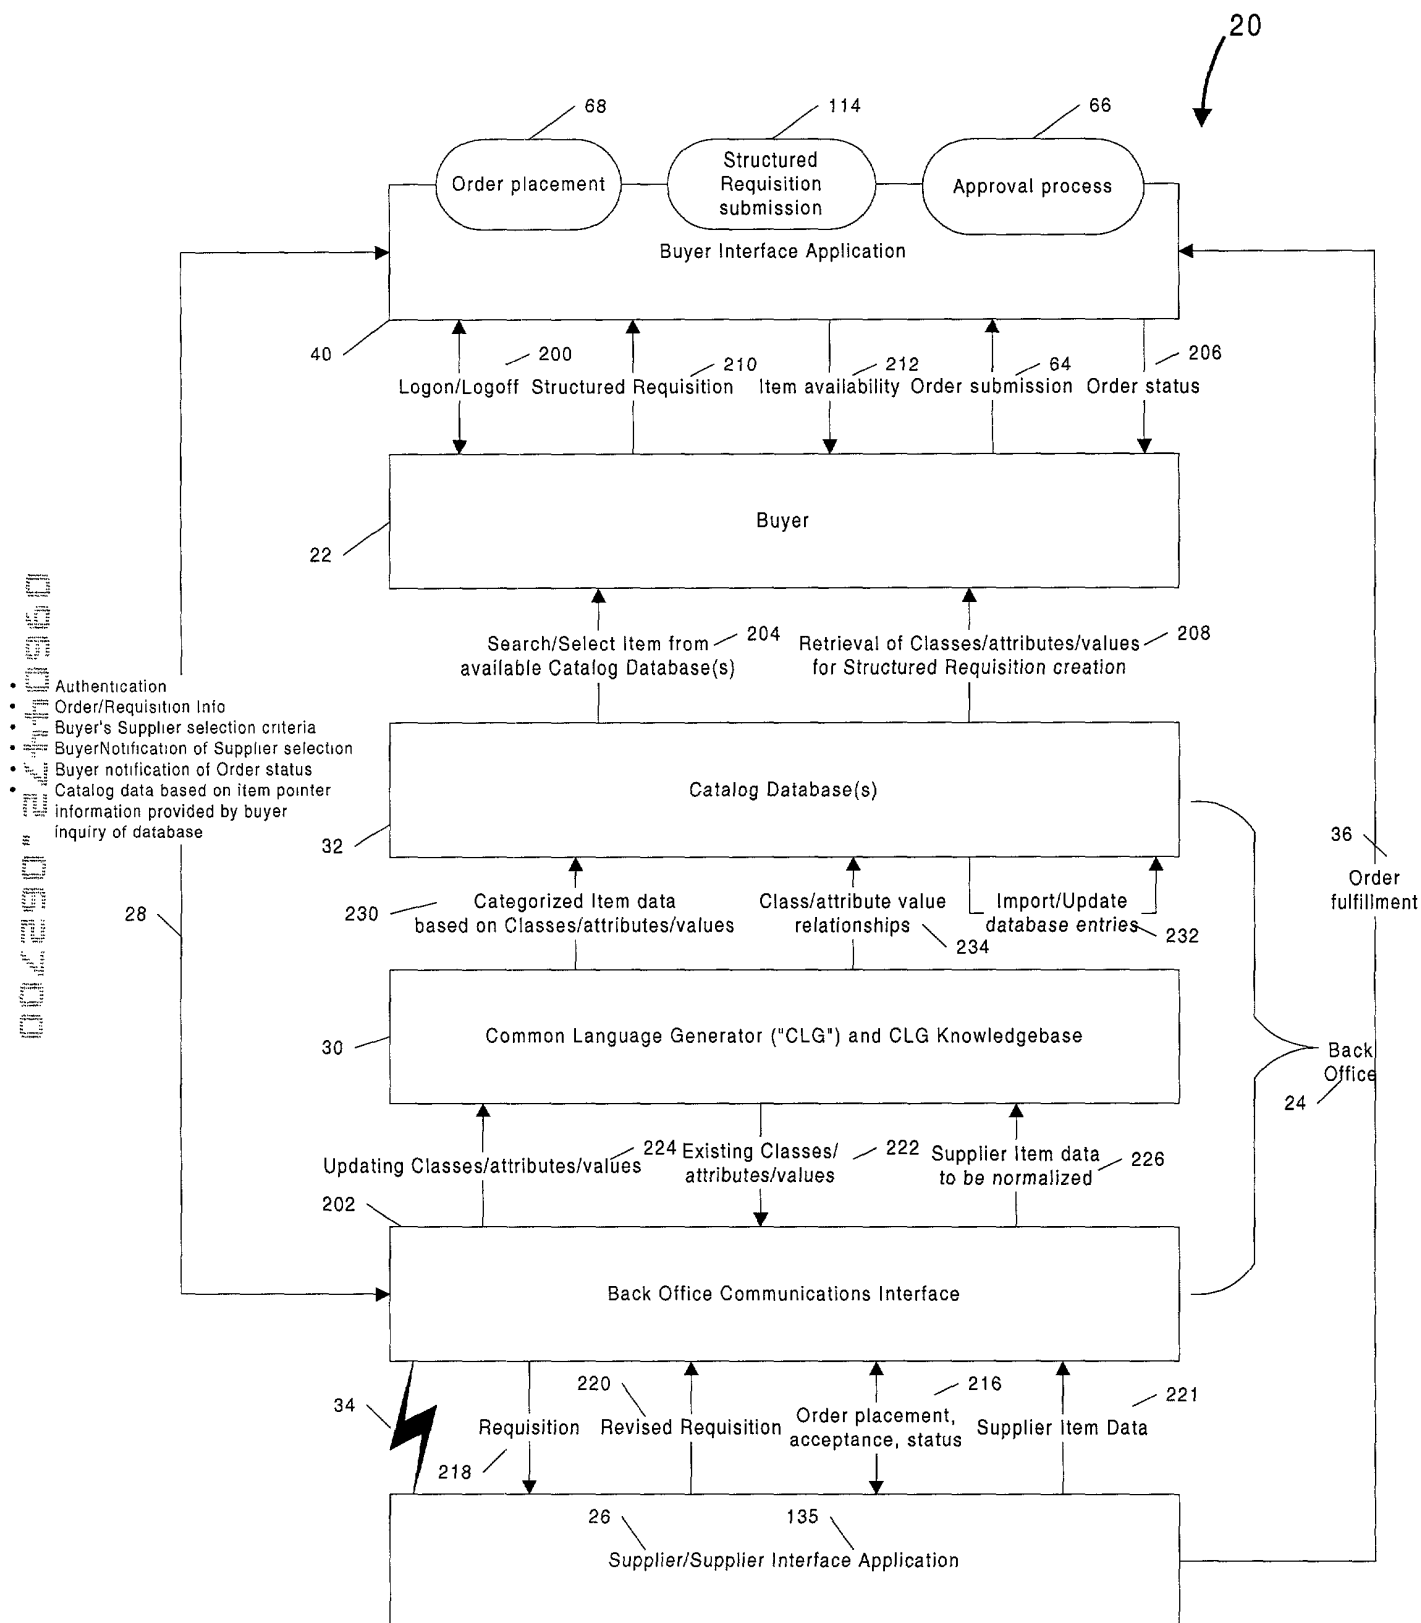 20
68
114
66
Order placement
Structured
Requisition
submission
Approval process
Buyer Interface Application
40
200
210
212
64
206
Logon/Logoff
Structured Requisition
Item availability
Order submission
Order status
Buyer
22
Search/Select Item from
available Catalog Database(s)
204
Retrieval of Classes/attributes/values
for Structured Requisition creation
208
• Authentication
• Order/Requisition Info
• Buyer's Supplier selection criteria
• BuyerNotification of Supplier selection
• Buyer notification of Order status
• Catalog data based on item pointer
information provided by buyer
inquiry of database
09604472.062700
Catalog Database(s)
32
36
Order
fulfillment
28
230
Categorized Item data
based on Classes/attributes/values
Class/attribute value
relationships
234
Import/Update
database entries
232
Common Language Generator ("CLG") and CLG Knowledgebase
30
Back
Office
24
Updating Classes/attributes/values
224
Existing Classes/
attributes/values
222
Supplier Item data
to be normalized
226
202
Back Office Communications Interface
34
Requisition
218
220
Revised Requisition
216
Order placement,
acceptance, status
221
Supplier Item Data
26
135
Supplier/Supplier Interface Application